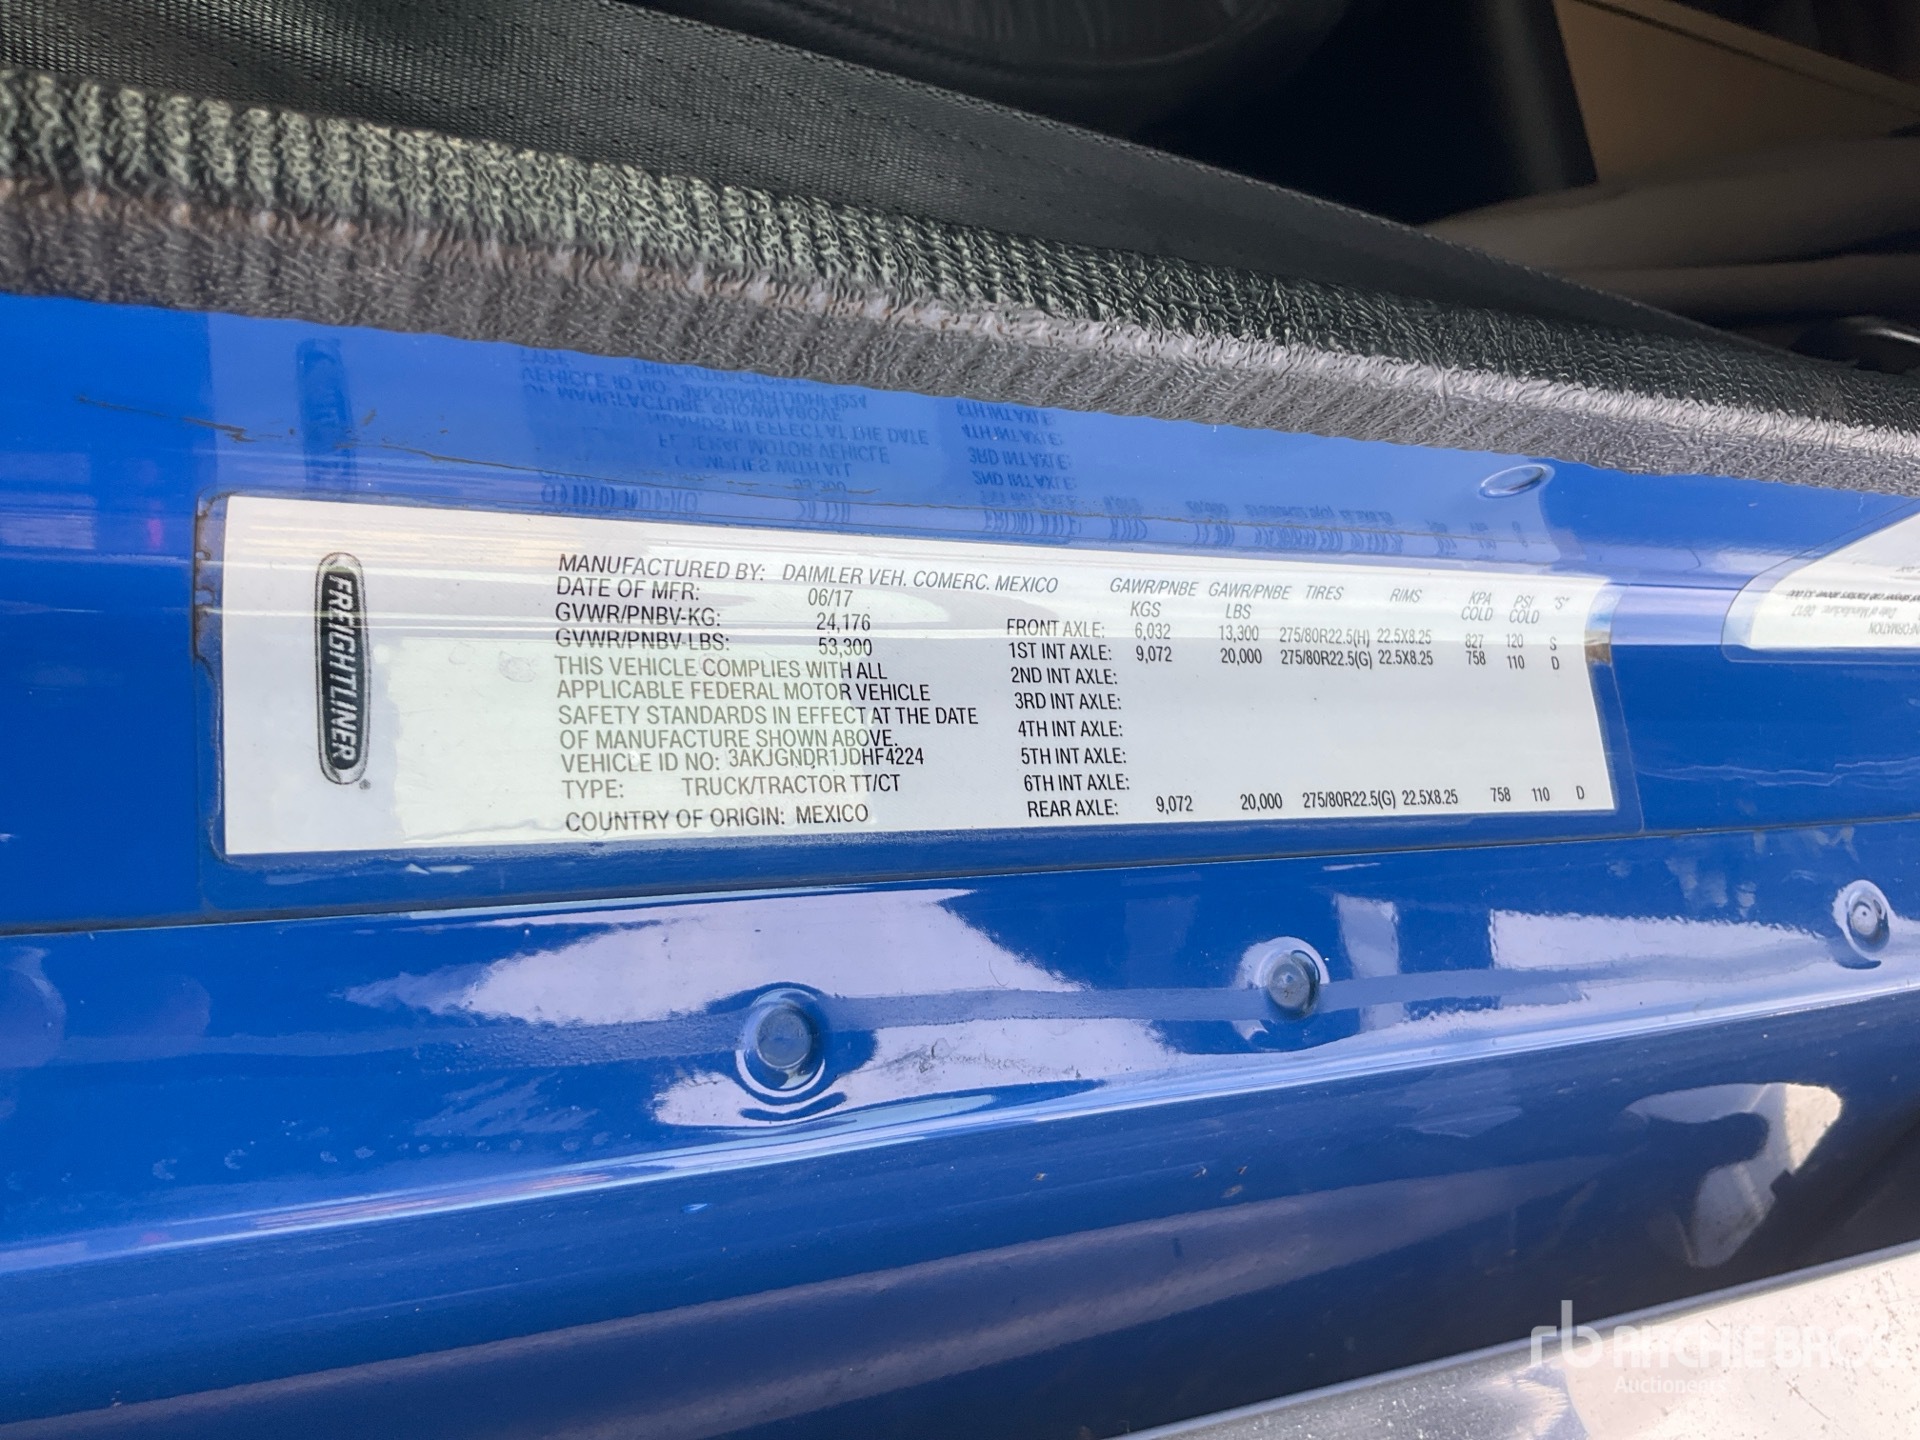 FREIGHTLINER
MANUFACTURED BY: DAIMLER VEH. COMERC. MEXICO
DATE OF MFR: 06/17
GVWR/PNBV-KG: 24,176
GVWR/PNBV-LBS: 53,300
THIS VEHICLE COMPLIES WITH ALL
APPLICABLE FEDERAL MOTOR VEHICLE
SAFETY STANDARDS IN EFFECT AT THE DATE
OF MANUFACTURE SHOWN ABOVE.
VEHICLE ID NO: 3AKJGNDR1JDHF4224
TYPE: TRUCK/TRACTOR TT/CT
COUNTRY OF ORIGIN: MEXICO
GAWR/PNBE KGS GAWR/PNBE LBS TIRES RIMS KPA COLD PSI COLD "S"
FRONT AXLE: 6,032 13,300 275/80R22.5(H) 22.5X8.25 827 120 S
1ST INT AXLE: 9,072 20,000 275/80R22.5(G) 22.5X8.25 758 110 D
2ND INT AXLE:
3RD INT AXLE:
4TH INT AXLE:
5TH INT AXLE:
6TH INT AXLE:
REAR AXLE: 9,072 20,000 275/80R22.5(G) 22.5X8.25 758 110 D
rb RITCHIE BROS
Auctioneers